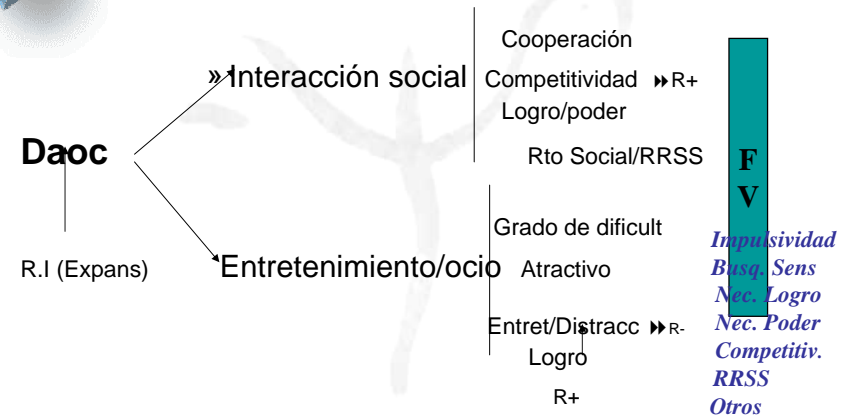 Cooperación
» Interacción social
Competitividad »R+
Logro/poder
Daoc
Rto Social/RRSS
F
V
Grado de dificult
R.I (Expans)
Entretenimiento/ocio
Atractivo
Entret/Distracc »R-
Logro
R+
Impulsividad
Busq. Sens
Nec. Logro
Nec. Poder
Competitiv.
RRSS
Otros